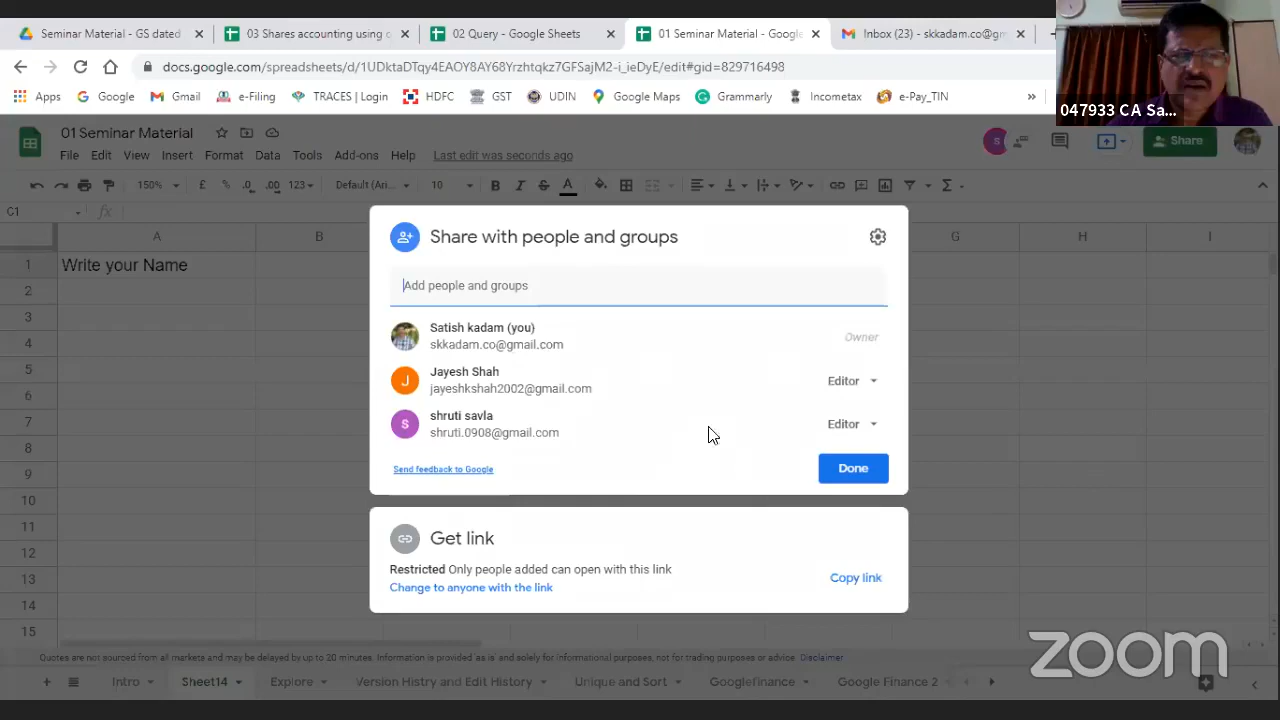 Seminar Material - GS dated
03 Shares accounting using c
02 Query - Google Sheets
01 Seminar Material - Google
Inbox (23) - skkadam.co@gm
docs.google.com/spreadsheets/d/1UDktaDTqy4EAOY8AY6sYrzhtqkz7GFSajM2-i_ieDyE/edit#gid=829716498
Apps
Google
Gmail
e-Filing
TRACES | Login
HDFC
GST
UDIN
Google Maps
Grammarly
Incometax
e-Pay_TIN
»
047933 CA Sa...
01 Seminar Material
File Edit View Insert Format Data Tools Add-ons Help Last edit was seconds ago
S
Share
150% £ % .0 .00 123 Default (Ari... 10 B I S A Σ
C1 fx
A B G H I
1 Write your Name
2
3
4
5
6
7
8
9
10
11
12
13
14
15
Share with people and groups
Add people and groups
Satish kadam (you)
skkadam.co@gmail.com
Owner
J
Jayesh Shah
jayeshkshah2002@gmail.com
Editor
S
shruti savla
shruti.0908@gmail.com
Editor
Send feedback to Google
Done
Get link
Restricted Only people added can open with this link
Change to anyone with the link
Copy link
Quotes are not sourced from all markets and may be delayed by up to 20 minutes. Information is provided 'as is' and solely for informational purposes, not for trading purposes or advice. Disclaimer
zoom
+ Intro Sheet14 Explore Version Histry and Edit History Unique and Sort Googlefinance Google Finance 2